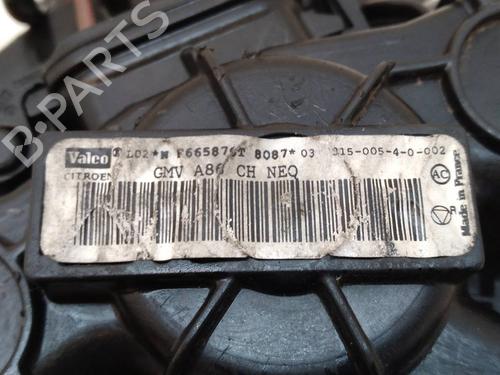 B-PARTS
Valeo L02*N F665876T 8087* 03 315-005-4-0-002
CITROEN GMV A86 CH NEQ
AC
Made in France